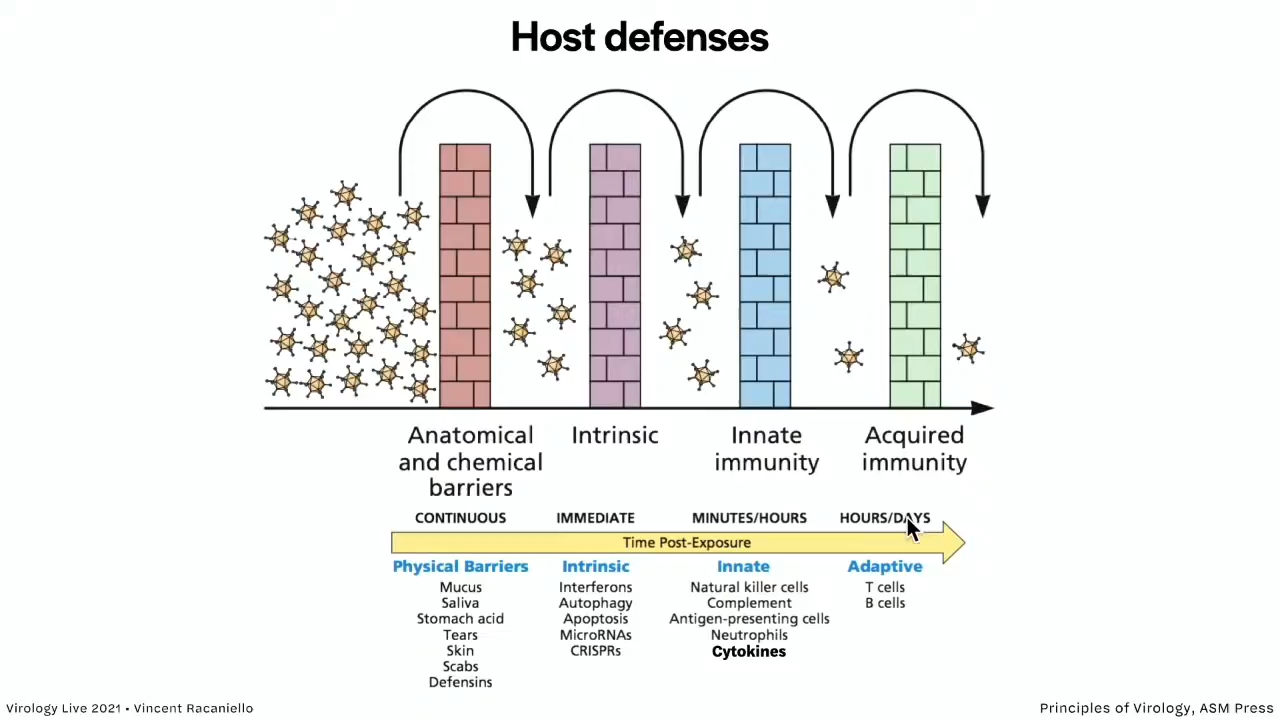 Host defenses
Anatomical
and chemical
barriers
Intrinsic
Innate
immunity
Acquired
immunity
CONTINUOUS
IMMEDIATE
MINUTES/HOURS
HOURS/DAYS
Time Post-Exposure
Physical Barriers
Mucus
Saliva
Stomach acid
Tears
Skin
Scabs
Defensins
Intrinsic
Interferons
Autophagy
Apoptosis
MicroRNAs
CRISPRs
Innate
Natural killer cells
Complement
Antigen-presenting cells
Neutrophils
Cytokines
Adaptive
T cells
B cells
Virology Live 2021 • Vincent Racaniello
Principles of Virology, ASM Press